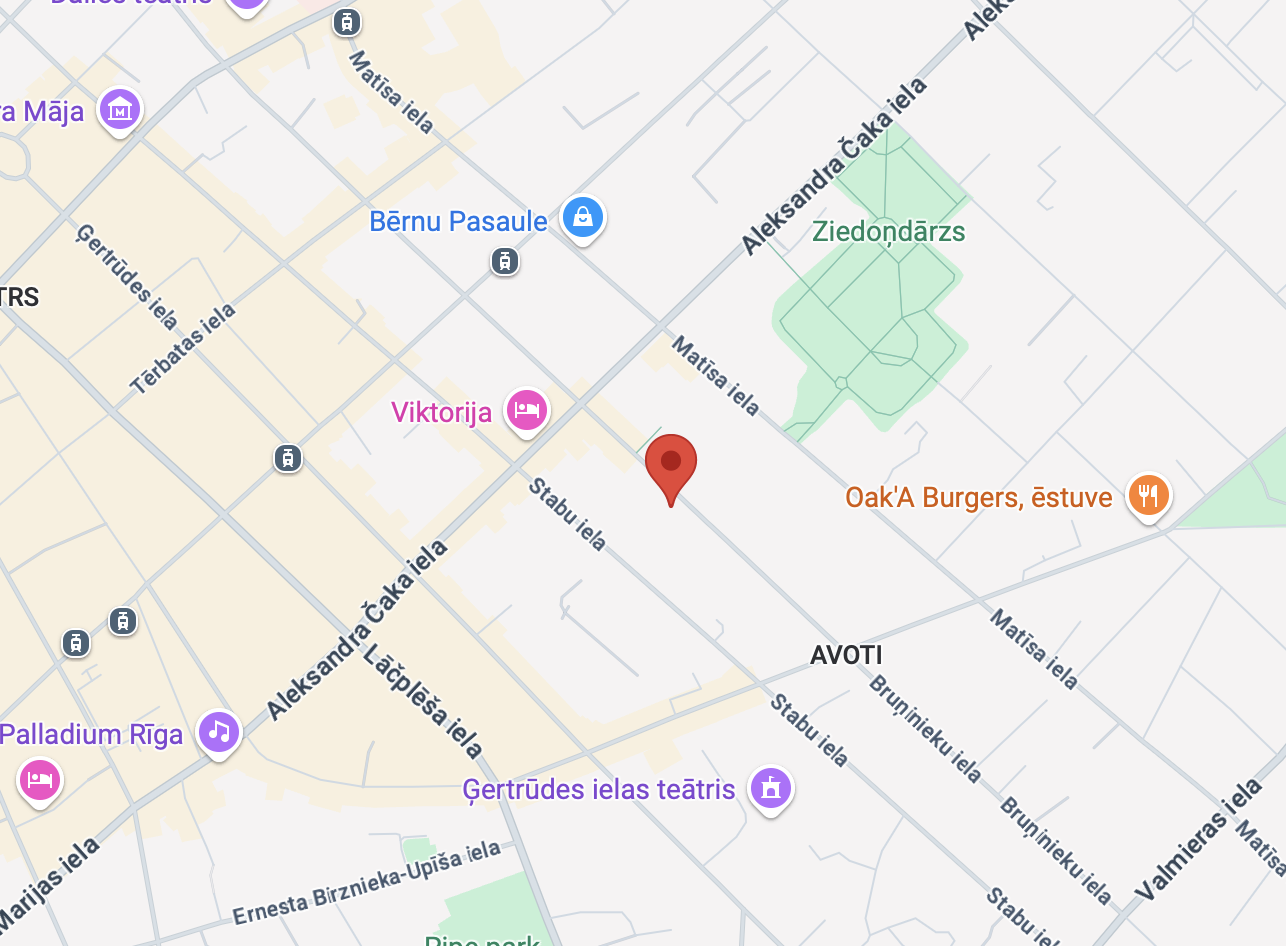 Dailes teātris
Aleks
Matīsa iela
ra Māja
Aleksandra Čaka iela
Bērnu Pasaule
Ziedoņdārzs
Ģertrūdes iela
TRS
Tērbatas iela
Matīsa iela
Viktorija
Stabu iela
Oak'A Burgers, ēstuve
Aleksandra Čaka iela
Matīsa iela
AVOTI
Lāčplēša iela
Bruņinieku iela
Stabu iela
Palladium Rīga
Ģertrūdes ielas teātris
Valmieras iela
Bruņinieku iela
Matīsa
Marijas iela
Ernesta Birznieka-Upīša iela
Stabu iel